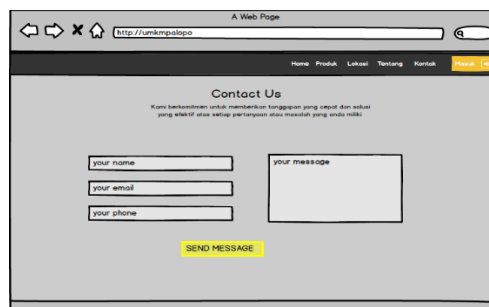 A Web Page
http://umkmpalopo
Home Produk Lokasi Tentang Kontak Masuk
Contact Us
Kami berkomitmen untuk memberikan tanggapan yang cepat dan solusi
yang efektif atas setiap pertanyaan atau masalah yang anda miliki
your name
your message
your email
your phone
SEND MESSAGE